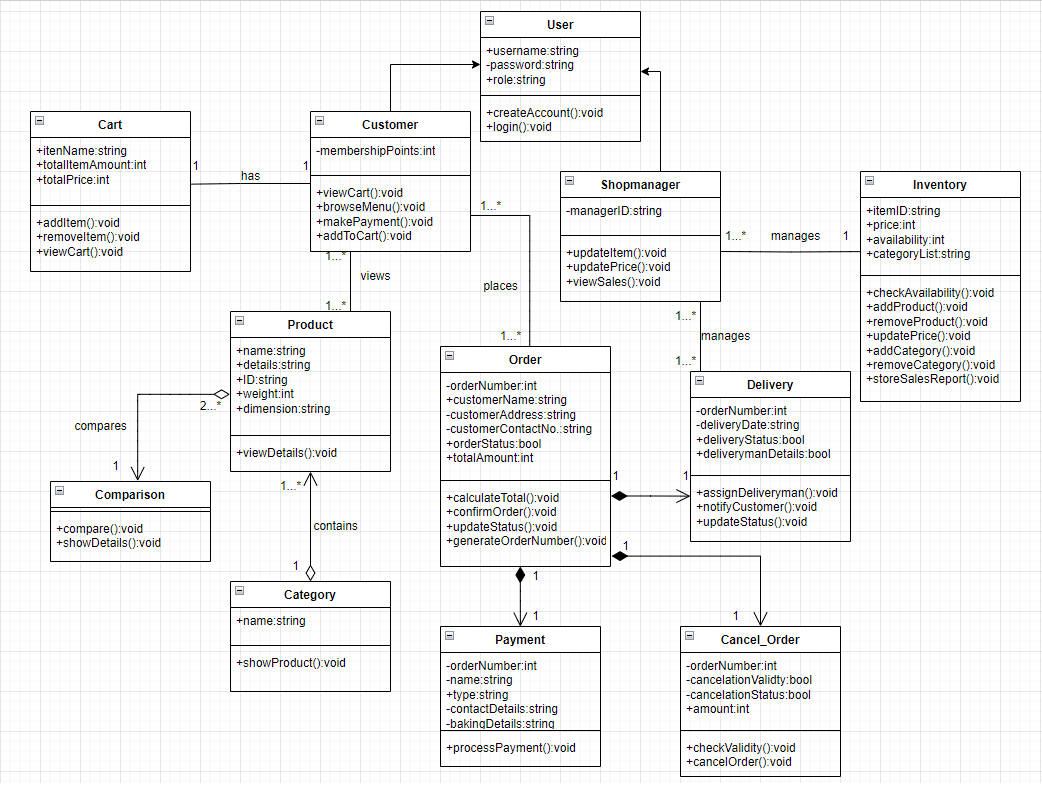 User
+username:string
-password:string
+role:string
+createAccount():void
+login():void
Cart
+itenName:string
+totalItemAmount:int
+totalPrice:int
+addItem():void
+removeItem():void
+viewCart():void
1
has
1
Customer
-membershipPoints:int
+viewCart():void
+browseMenu():void
+makePayment():void
+addToCart():void
1...*
views
1...*
1...*
places
1...*
Shopmanager
-managerID:string
+updateItem():void
+updatePrice():void
+viewSales():void
1...*
manages
1
Inventory
+itemID:string
+price:int
+availability:int
+categoryList:string
+checkAvailability():void
+addProduct():void
+removeProduct():void
+updatePrice():void
+addCategory():void
+removeCategory():void
+storeSalesReport():void
1...*
manages
1...*
Product
+name:string
+details:string
+ID:string
+weight:int
+dimension:string
+viewDetails():void
2...*
compares
1
Comparison
+compare():void
+showDetails():void
1...*
contains
1
Category
+name:string
+showProduct():void
Order
-orderNumber:int
+customerName:string
-customerAddress:string
-customerContactNo.:string
+orderStatus:bool
+totalAmount:int
+calculateTotal():void
+confirmOrder():void
+updateStatus():void
+generateOrderNumber():void
1
1
Delivery
-orderNumber:int
-deliveryDate:string
+deliveryStatus:bool
+deliverymanDetails:bool
+assignDeliveryman():void
+notifyCustomer():void
+updateStatus():void
1
1
1
1
Payment
-orderNumber:int
-name:string
+type:string
-contactDetails:string
-bakingDetails:string
+processPayment():void
Cancel_Order
-orderNumber:int
-cancelationValidty:bool
-cancelationStatus:bool
+amount:int
+checkValidity():void
+cancelOrder():void